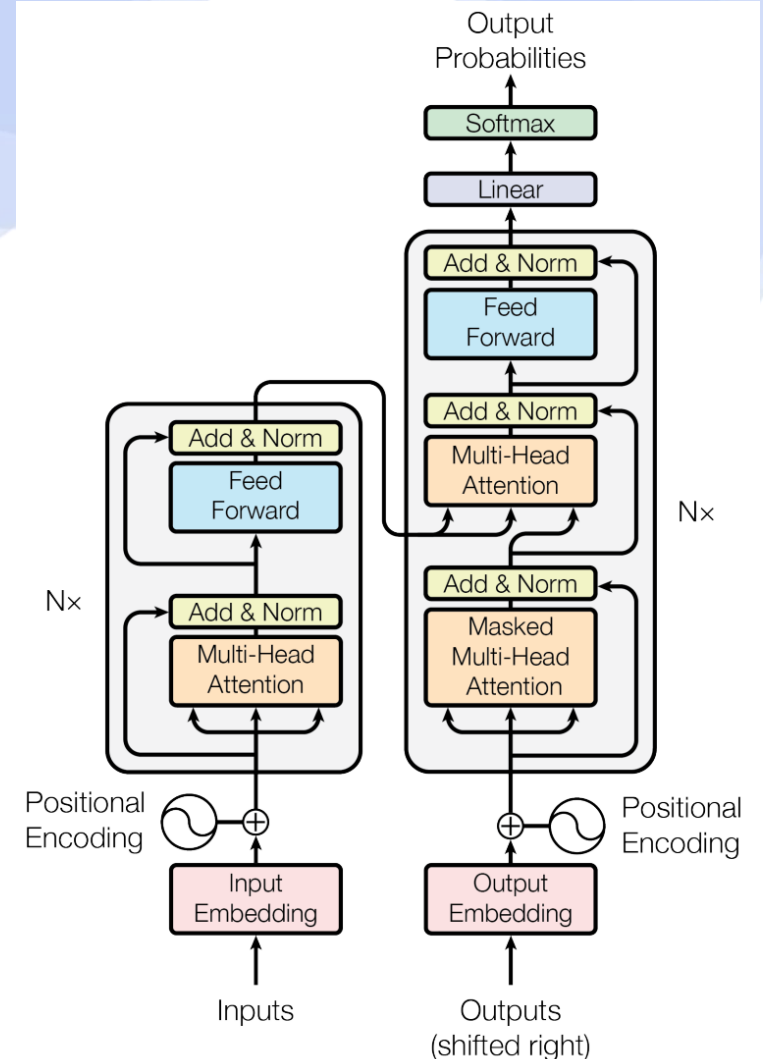 Output
Probabilities
Softmax
Linear
Add & Norm
Feed
Forward
Add & Norm
Multi-Head
Attention
Nx
Add & Norm
Masked
Multi-Head
Attention
Add & Norm
Feed
Forward
Nx
Add & Norm
Multi-Head
Attention
Positional
Encoding
Positional
Encoding
Input
Embedding
Output
Embedding
Inputs
Outputs
(shifted right)